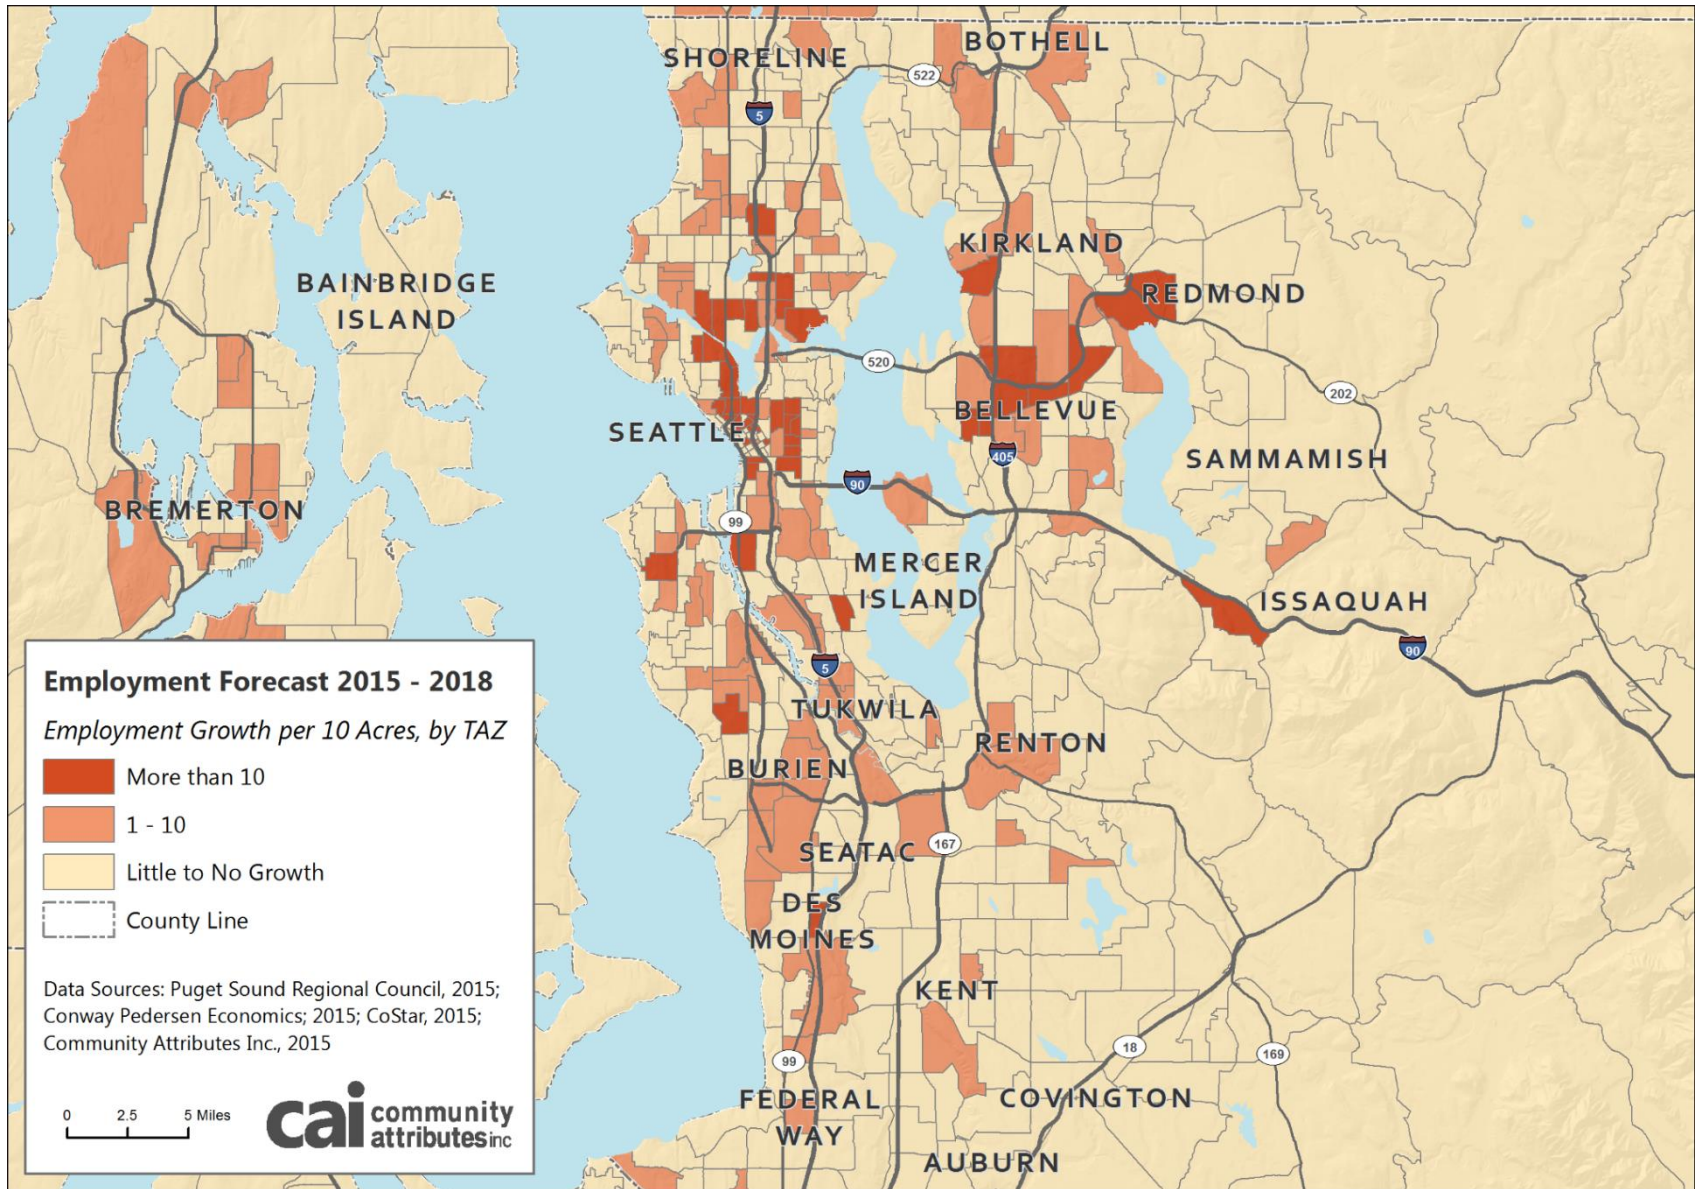 SHORELINE
BOTHELL
522
5
KIRKLAND
BAINBRIDGE
ISLAND
REDMOND
520
202
BELLEVUE
SEATTLE
405
SAMMAMISH
90
BREMERTON
99
MERCER
ISLAND
ISSAQUAH
90
5
TUKWILA
RENTON
BURIEN
167
SEATAC
DES
MOINES
KENT
18
169
99
FEDERAL
WAY
COVINGTON
AUBURN
Employment Forecast 2015 - 2018
Employment Growth per 10 Acres, by TAZ
More than 10
1 - 10
Little to No Growth
County Line
Data Sources: Puget Sound Regional Council, 2015;
Conway Pedersen Economics; 2015; CoStar, 2015;
Community Attributes Inc., 2015
0 2.5 5 Miles
cai community
attributes inc